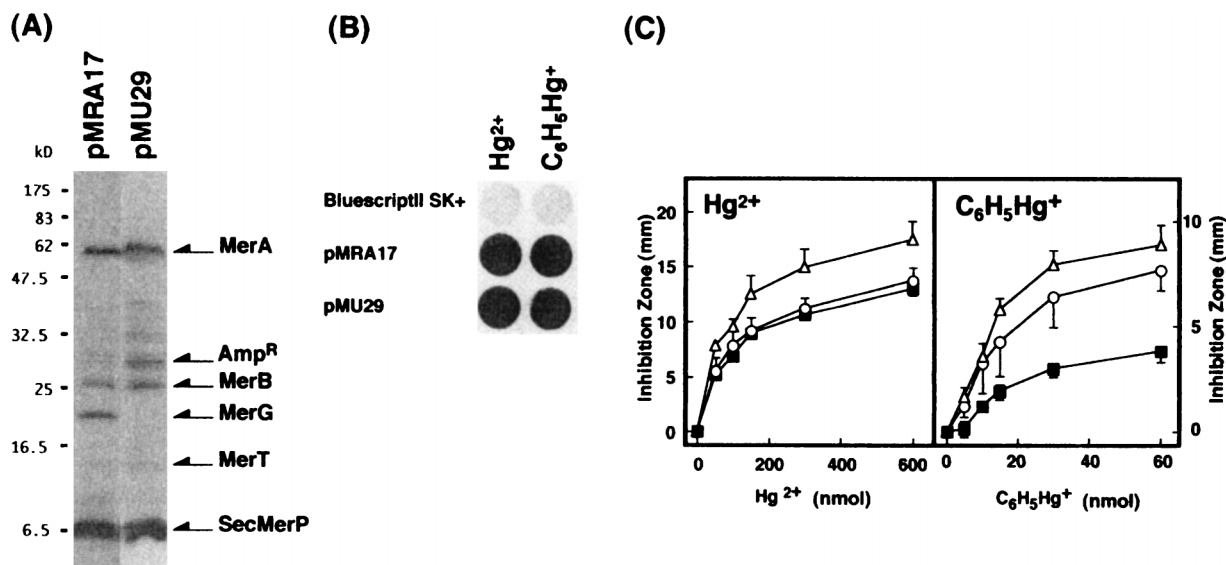 (A)
pMRA17
pMU29
kD
175
83
62
47.5
32.5
25
16.5
6.5
MerA
AmpR
MerB
MerG
MerT
SecMerP
(B)
Hg2+
C6H5Hg+
BluescriptII SK+
pMRA17
pMU29
(C)
Inhibition Zone (mm)
20
15
10
5
0
Hg2+
0 200 400 600
Hg 2+ (nmol)
C6H5Hg+
0 20 40 60
C6H5Hg+ (nmol)
10
5
0
Inhibition Zone (mm)